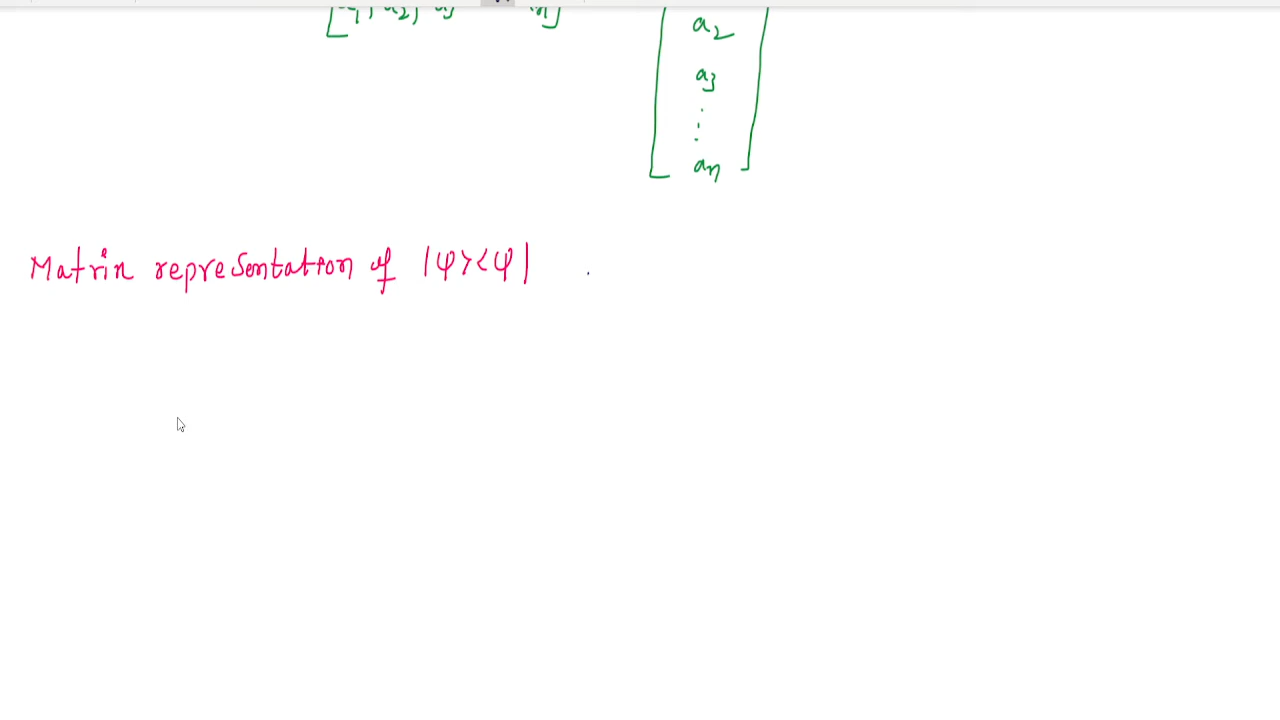 a2
a3
⋮
an
Matrix representation of |φ><φ|